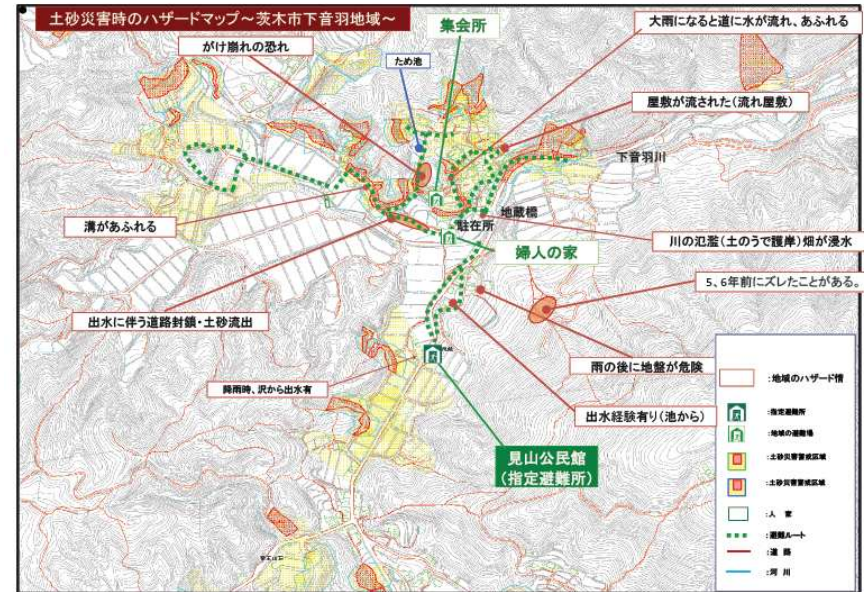 土砂災害時のハザードマップ～茨木市下音羽地域～
集会所
大雨になると道に水が流れ、あふれる
がけ崩れの恐れ
ため池
屋敷が流された(流れ屋敷)
下音羽川
地蔵橋
溝があふれる
駐在所
川の氾濫(土のうで護岸)畑が浸水
婦人の家
5、6年前にズレたことがある。
出水に伴う道路封鎖・土砂流出
雨の後に地盤が危険
降雨時、沢から出水有
出水経験有り(池から)
見山公民館
(指定避難所)
:地域のハザード情
:指定避難所
:地域の避難場
:土砂災害警戒区域
:土砂災害警戒区域
:人 家
:避難ルート
:道 路
:河 川